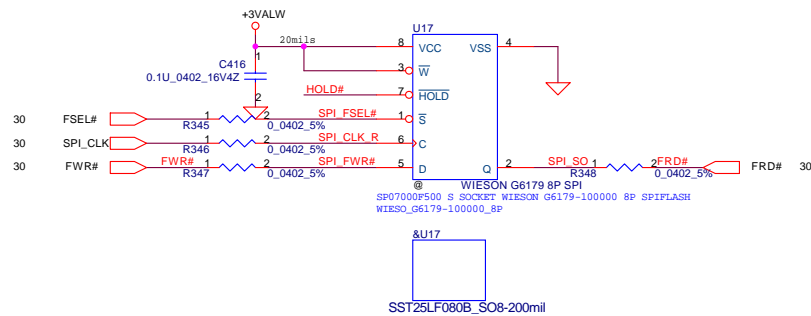 +3VALW
20mils
U17
C416
0.1U_0402_16V4Z
1
2
8
VCC
VSS
4
3
W
HOLD#
7
HOLD
30
FSEL#
1
R345
2
0_0402_5%
SPI_FSEL#
1
S
30
SPI_CLK
1
R346
2
0_0402_5%
SPI_CLK_R
6
C
30
FWR#
FWR#
1
R347
2
0_0402_5%
SPI_FWR#
5
D
Q
2
SPI_SO
1
R348
2
0_0402_5%
FRD#
FRD#
30
@
WIESON G6179 8P SPI
SP07000F500 S SOCKET WIESON G6179-100000 8P SPIFLASH
WIESO_G6179-100000_8P
&U17
SST25LF080B_SO8-200mil